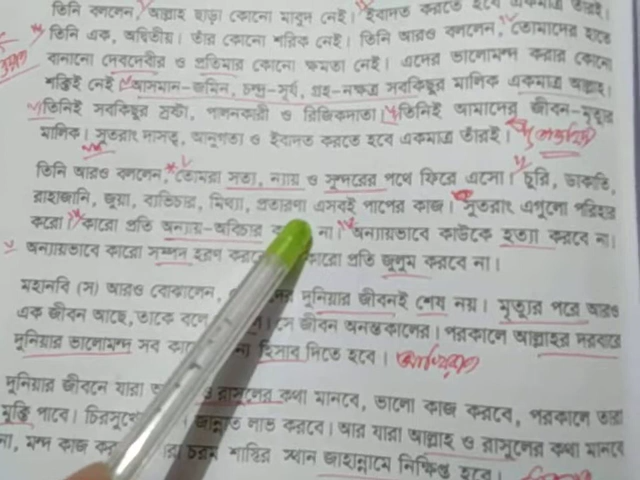 তিনি বললেন, আল্লাহ ছাড়া কোনো মাবুদ নেই। ইবাদত করতে হবে একমাত্র তাঁরই।
তিনি এক, অদ্বিতীয়। তাঁর কোনো শরিক নেই। তিনি আরও বললেন, তোমাদের হাতে
বানানো দেবদেবীর ও প্রতিমার কোনো ক্ষমতা নেই। এদের ভালোমন্দ করার কোনো
শক্তিই নেই। আসমান-জমিন, চন্দ্র-সূর্য, গ্রহ-নক্ষত্র সবকিছুর মালিক একমাত্র আল্লাহ।
তিনিই সবকিছুর স্রষ্টা, পালনকারী ও রিজিকদাতা। তিনিই আমাদের জীবন-মৃত্যুর
মালিক। সুতরাং দাসত্ব, আনুগত্য ও ইবাদত করতে হবে একমাত্র তাঁরই।
তিনি আরও বললেন, তোমরা সত্য, ন্যায় ও সুন্দরের পথে ফিরে এসো। চুরি, ডাকাতি,
রাহাজানি, জুয়া, ব্যভিচার, মিথ্যা, প্রতারণা এসবই পাপের কাজ। সুতরাং এগুলো পরিহার
করো। কারো প্রতি অন্যায়-অবিচার না। অন্যায়ভাবে কাউকে হত্যা করবে না।
অন্যায়ভাবে কারো সম্পদ হরণ কারো প্রতি জুলুম করবে না।
মহানবি (স) আরও বোঝালেন, দুনিয়ার জীবনই শেষ নয়। মৃত্যুর পরে আরও
এক জীবন আছে, তাকে বলে সে জীবন অনন্তকালের। পরকালে আল্লাহর দরবারে
দুনিয়ার ভালোমন্দ সব হিসাব দিতে হবে।
দুনিয়ার জীবনে যারা ও রাসুলের কথা মানবে, ভালো কাজ করবে, পরকালে তারা
মুক্তি পাবে। জান্নাত লাভ করবে। আর যারা আল্লাহ ও রাসুলের কথা মানবে
না, মন্দ কাজ চরম শাস্তির স্থান জাহান্নামে নিক্ষিপ্ত হবে।